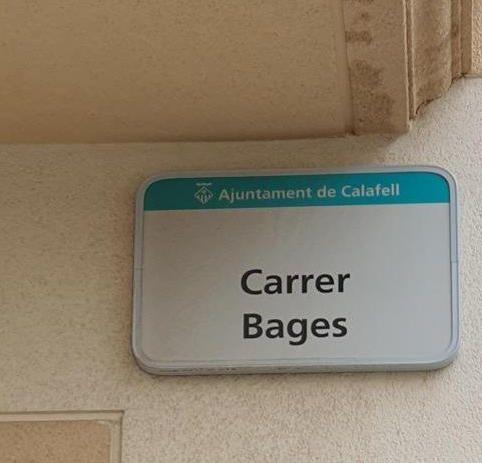 Ajuntament de Calafell
Carrer
Bages